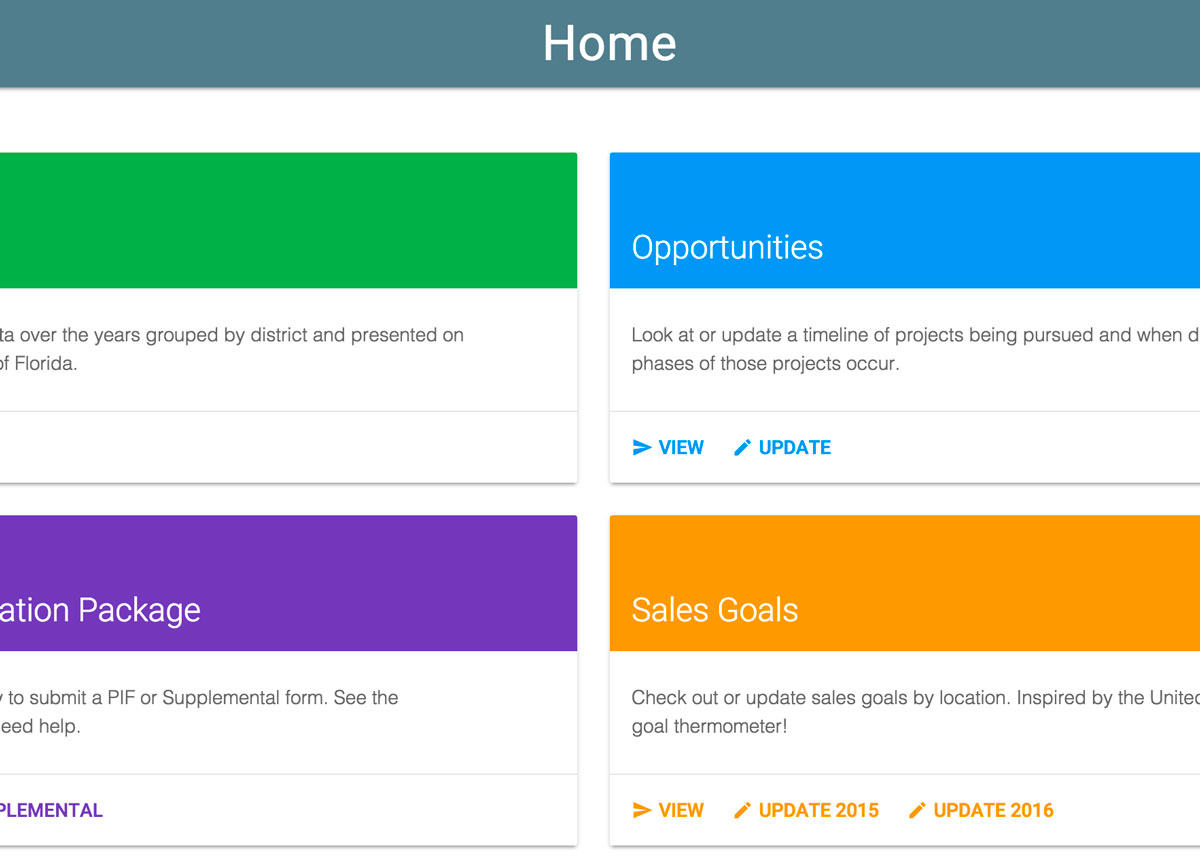 Home
ta over the years grouped by district and presented on
of Florida.
Opportunities
Look at or update a timeline of projects being pursued and when d
phases of those projects occur.
VIEW UPDATE
ation Package
y to submit a PIF or Supplemental form. See the
eed help.
PLEMENTAL
Sales Goals
Check out or update sales goals by location. Inspired by the United
goal thermometer!
VIEW UPDATE 2015 UPDATE 2016